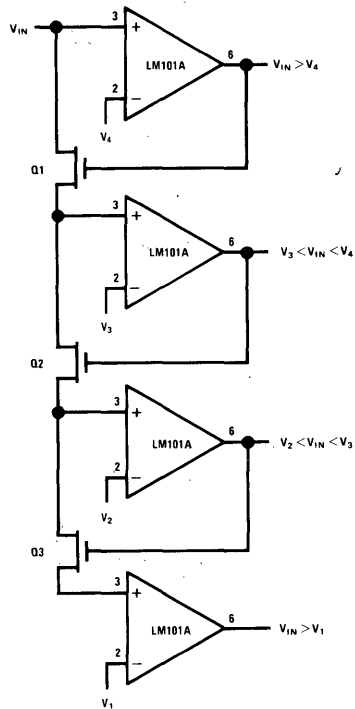 3
V_IN
+
6
LM101A
V_IN > V_4
2
−
V_4
Q1
3
+
6
LM101A
V_3 < V_IN < V_4
2
−
V_3
Q2
3
+
6
LM101A
V_2 < V_IN < V_3
2
−
V_2
Q3
3
+
6
LM101A
V_IN > V_1
2
−
V_1